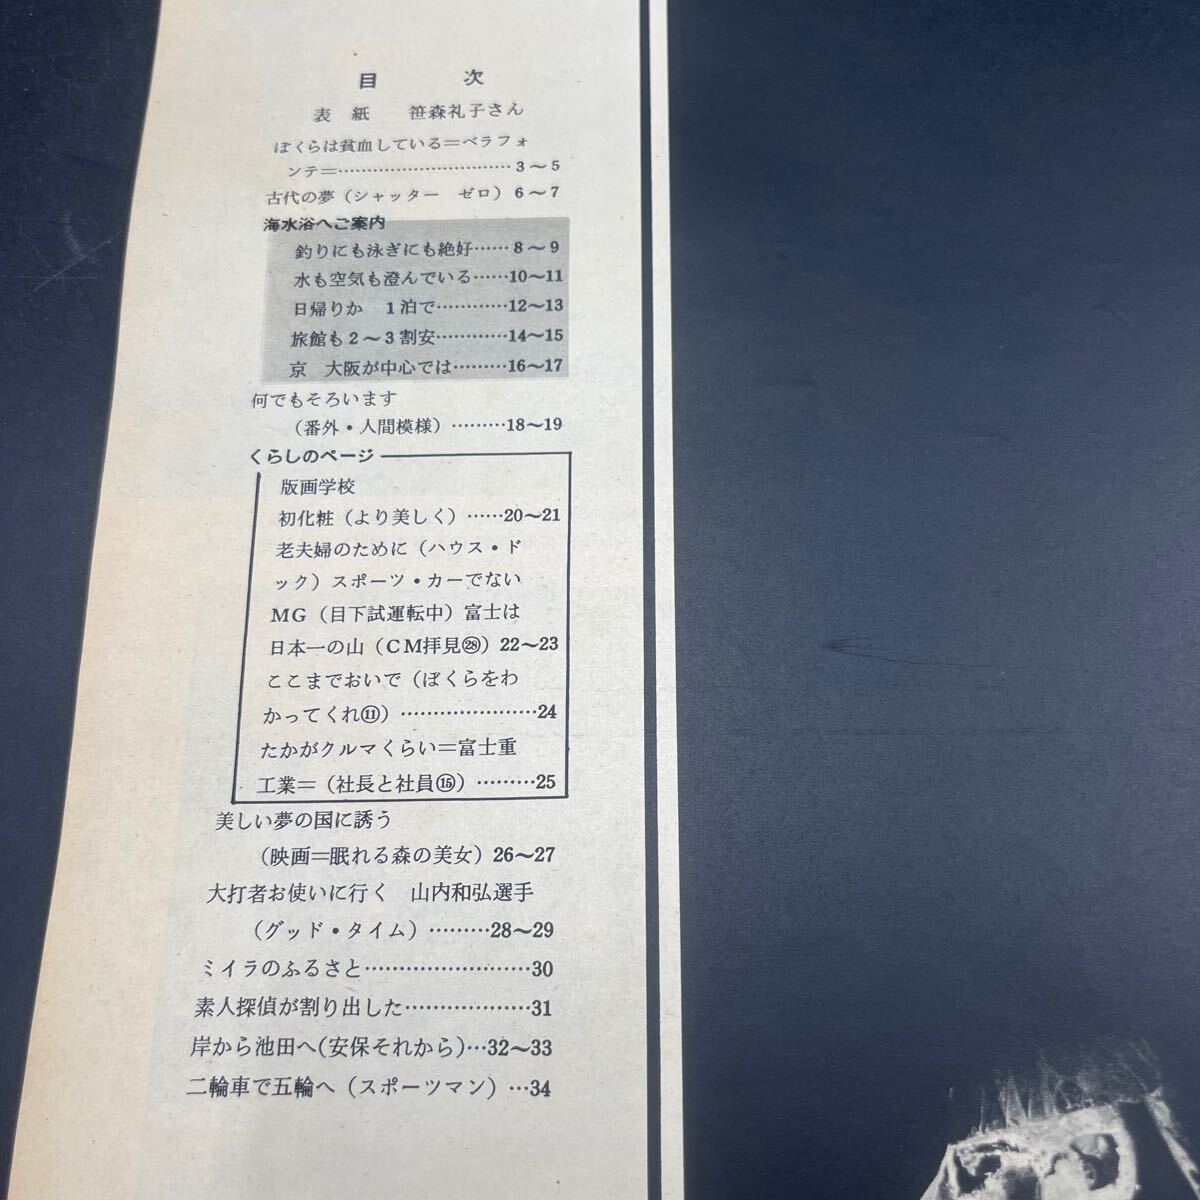 目　次
表　紙　　笹森礼子さん
ぼくらは貧血している＝ベラフォ
ンテ＝…………………………3～5
古代の夢（シャッター　ゼロ）6～7
海水浴へご案内
釣りにも泳ぎにも絶好……8～9
水も空気も澄んでいる……10～11
日帰りか　1泊で…………12～13
旅館も2～3割安…………14～15
京　大阪が中心では………16～17
何でもそろいます
（番外・人間模様）………18～19
くらしのページ
版画学校
初化粧（より美しく）……20～21
老夫婦のために（ハウス・ド
ック）スポーツ・カーでない
MG（目下試運転中）富士は
日本一の山（CM拝見㉘）22～23
ここまでおいで（ぼくらをわ
かってくれ⑪）…………………24
たかがクルマくらい＝富士重
工業＝（社長と社員⑮）………25
美しい夢の国に誘う
（映画＝眠れる森の美女）26～27
大打者お使いに行く　山内和弘選手
（グッド・タイム）………28～29
ミイラのふるさと……………………30
素人探偵が割り出した………………31
岸から池田へ(安保それから)…32～33
二輪車で五輪へ（スポーツマン）…34